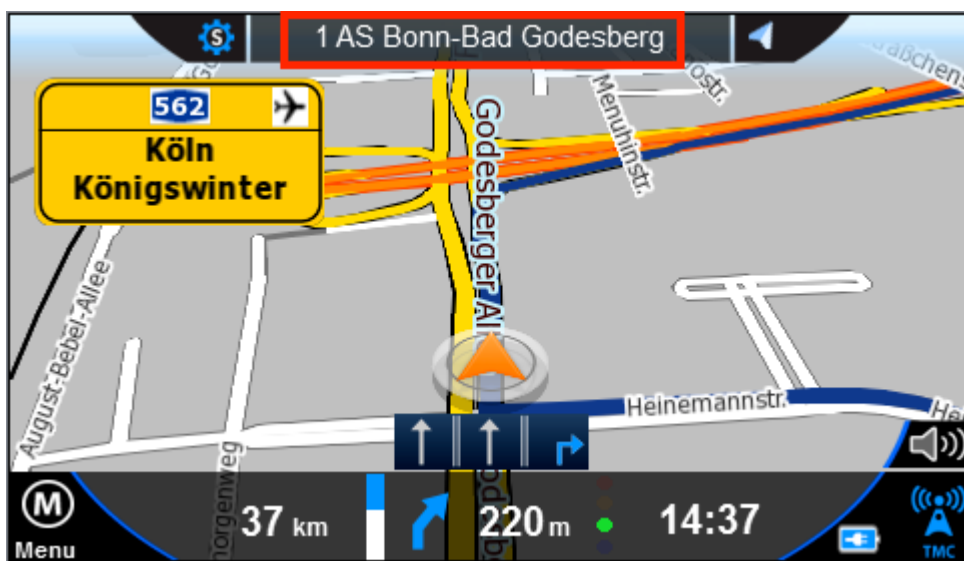 S
1 AS Bonn-Bad Godesberg
562
Köln
Königswinter
Godesberger Al
Menuhinstr.
August-Bebel-Allee
Heinemannstr.
M
Menu
37 km
220 m
14:37
TMC